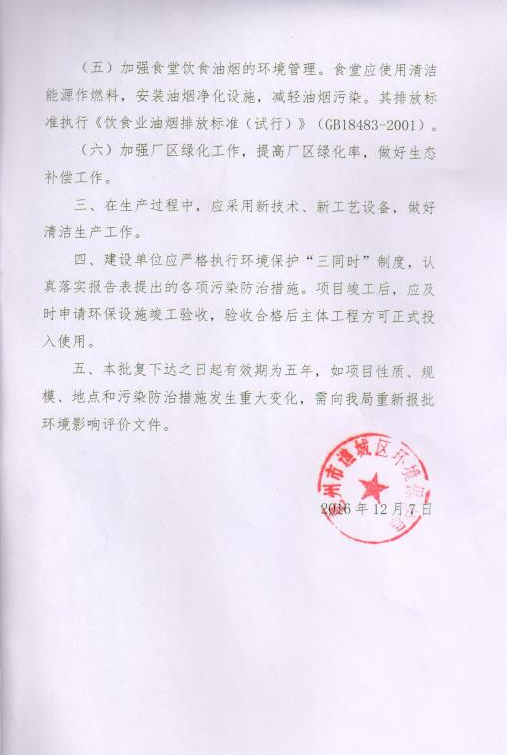 （五）加强食堂饮食油烟的环境管理。食堂应使用清洁
能源作燃料，安装油烟净化设施，减轻油烟污染。其排放标
准执行《饮食业油烟排放标准（试行）》（GB18483-2001）。
（六）加强厂区绿化工作，提高厂区绿化率，做好生态
补偿工作。
三、在生产过程中，应采用新技术、新工艺设备，做好
清洁生产工作。
四、建设单位应严格执行环境保护“三同时”制度，认
真落实报告表提出的各项污染防治措施。项目竣工后，应及
时申请环保设施竣工验收，验收合格后主体工程方可正式投
入使用。
五、本批复下达之日起有效期为五年，如项目性质、规
模、地点和污染防治措施发生重大变化，需向我局重新报批
环境影响评价文件。
州市谯城区环境保
2016年12月7日